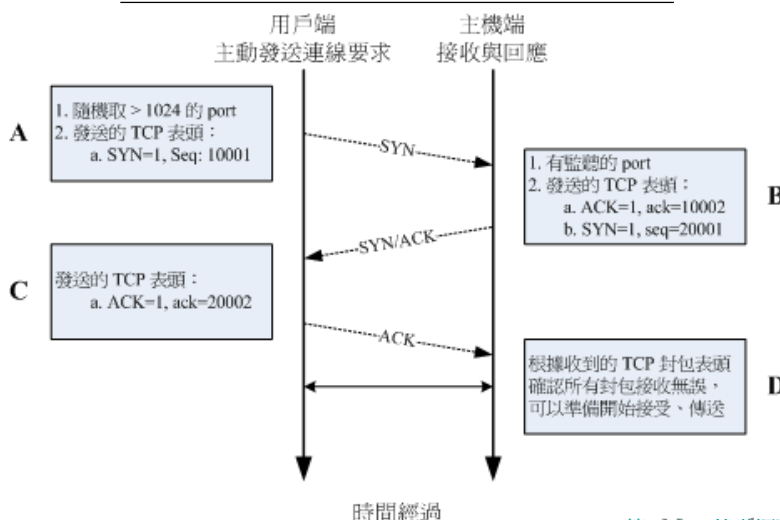 用戶端
主動發送連線要求
主機端
接收與回應
A
1. 隨機取 > 1024 的 port
2. 發送的 TCP 表頭：
a. SYN=1, Seq: 10001
SYN
B
1. 有監聽的 port
2. 發送的 TCP 表頭：
a. ACK=1, ack=10002
b. SYN=1, seq=20001
SYN/ACK
C
發送的 TCP 表頭：
a. ACK=1, ack=20002
ACK
D
根據收到的 TCP 封包表頭
確認所有封包接收無誤，
可以準備開始接受、傳送
時間經過